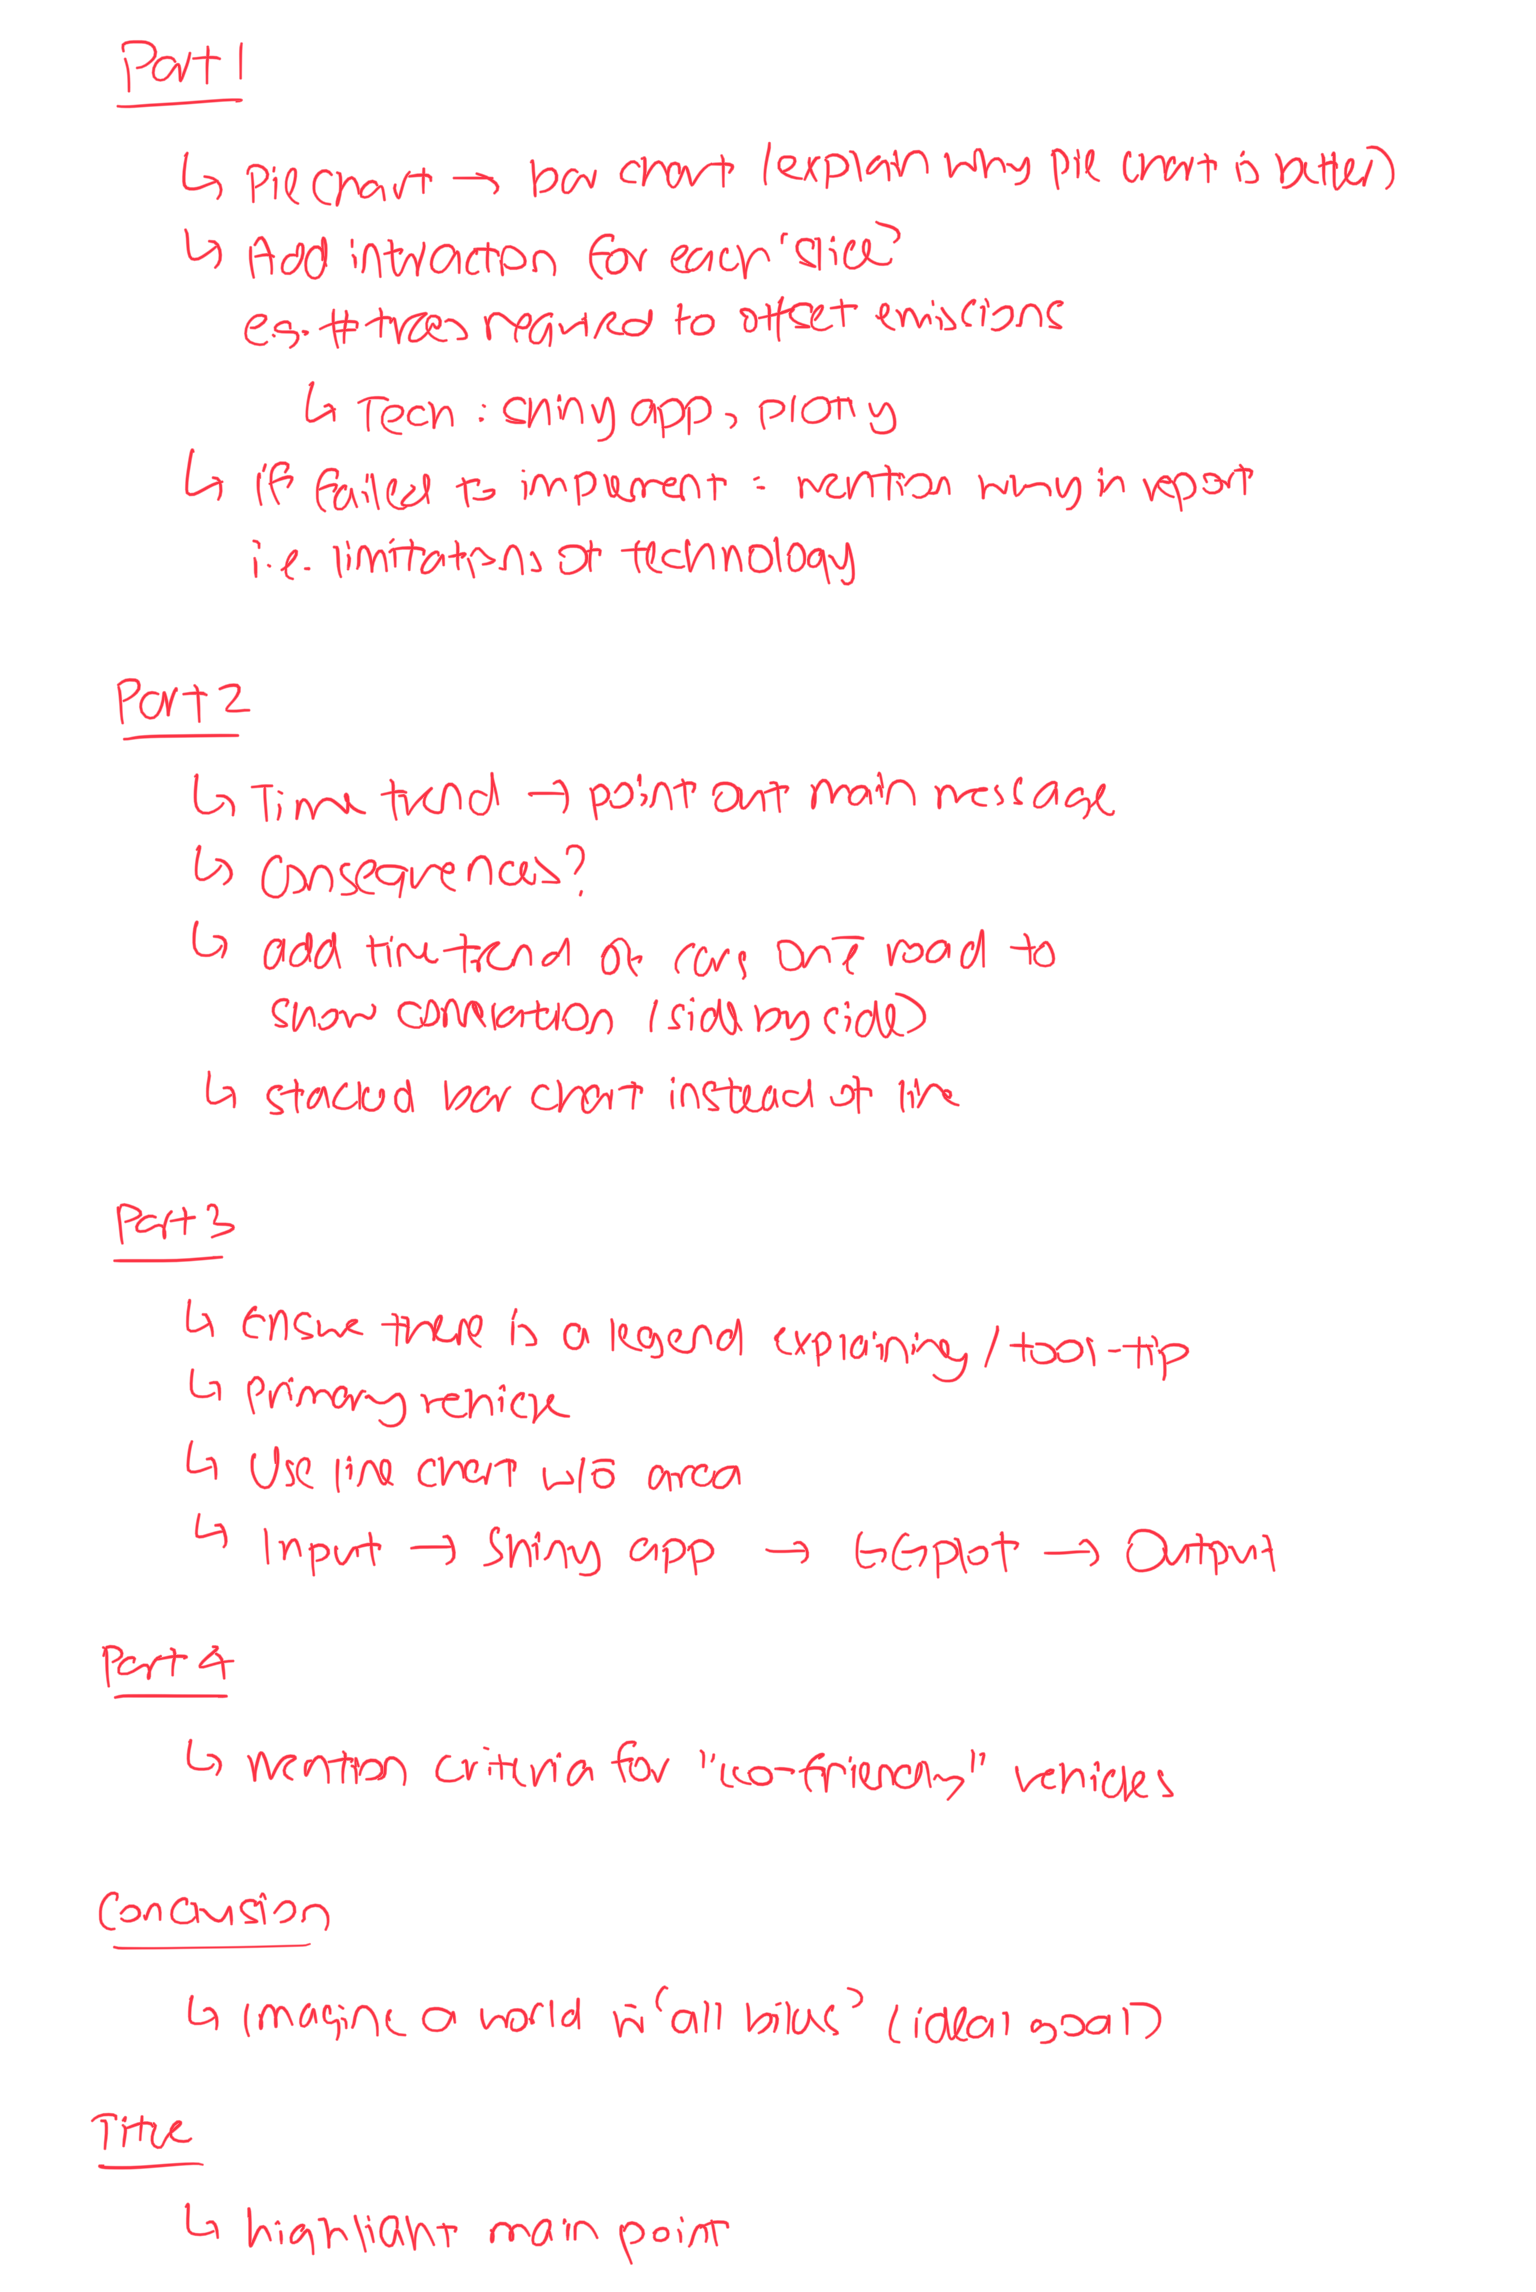 Part 1
↳ Pie chart → bar chart (explain why pie chart is better)
↳ Add interaction for each 'slice'
eg. # trees required to offset emissions
↳ Tech : shiny app, plotly
↳ if failed to implement : mention why in report
i.e. limitations of technology
Part 2
↳ Time trend → point out main message
↳ Consequences?
↳ add time trend of cars on road to
show correlation (side by side)
↳ stacked bar chart instead of line
Part 3
↳ Ensure there is a legend explaining / tool-tip
↳ Primary vehicle
↳ Use line chart w/o area
↳ Input → Shiny app → GGplot → Output
Part 4
↳ Mention criteria for "eco-friendly" vehicles
Conclusion
↳ Imagine a world w 'all bikes' (ideal goal)
Title
↳ highlight main point